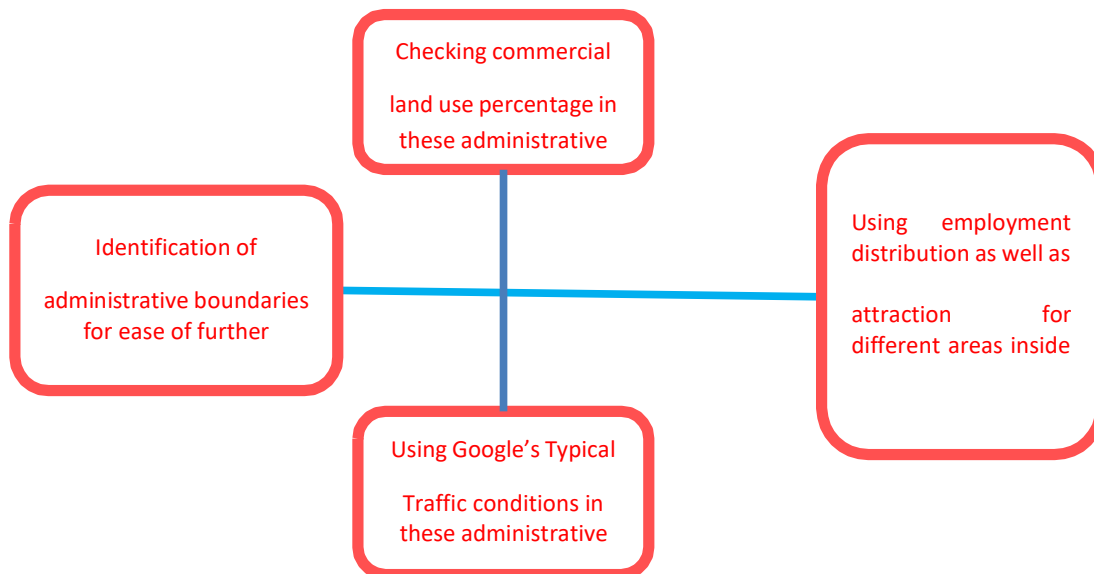 Checking commercial
land use percentage in
these administrative
Identification of
administrative boundaries
for ease of further
Using employment
distribution as well as
attraction for
different areas inside
Using Google’s Typical
Traffic conditions in
these administrative